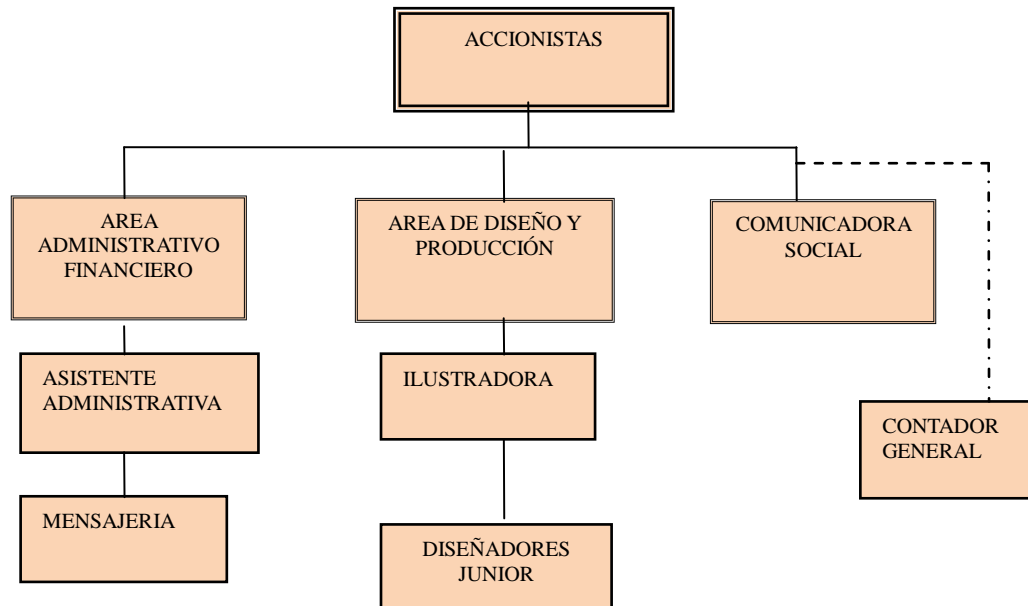 ACCIONISTAS
AREA
ADMINISTRATIVO
FINANCIERO
AREA DE DISEÑO Y
PRODUCCIÓN
COMUNICADORA
SOCIAL
ASISTENTE
ADMINISTRATIVA
ILUSTRADORA
CONTADOR
GENERAL
MENSAJERIA
DISEÑADORES
JUNIOR